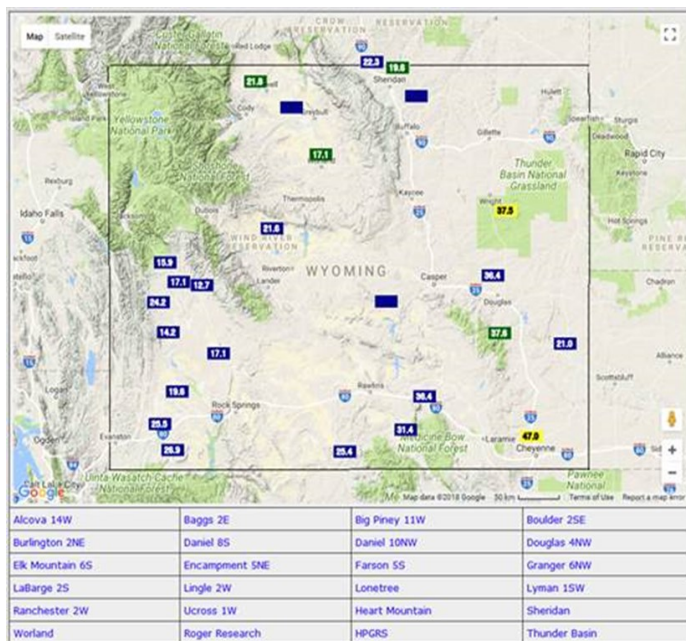 Map Satellite
CROW RESERVATION
Custer Gallatin National Forest
Red Lodge
22.3
19.6
Sheridan
West Yellowstone
21.8
Cody
Greybull
Hulett
Spearfish
Sturgis
Deadwood
Island Park
Yellowstone National Park
Buffalo
Gillette
Rapid City
17.1
Keystone
Shoshone National Forest
Thunder Basin National Grassland
Rexburg
Thermopolis
Kaycee
Wright
37.5
Idaho Falls
Jackson
Dubois
21.6
WIND RIVER RESERVATION
Hot Springs
15.9
Riverton
Lander
WYOMING
Casper
36.4
Chadron
17.1
12.7
24.2
Douglas
14.2
37.6
21.0
17.1
Alliance
Logan
Scottsbluff
19.6
Rock Springs
Rawlins
36.4
25.5
31.4
47.0
Ogden
Evanston
Medicine Bow National Forest
Laramie
Cheyenne
26.9
25.4
Salt Lake City
Uinta-Wasatch-Cache National Forest
Pawnee National
Google
Map data ©2018 Google
50 km
Terms of Use
Report a map error
Alcova 14W Baggs 2E Big Piney 11W Boulder 2SE
Burlington 2NE Daniel 8S Daniel 10NW Douglas 4NW
Elk Mountain 6S Encampment 5NE Farson 5S Granger 6NW
LaBarge 2S Lingle 2W Lonetree Lyman 1SW
Ranchester 2W Ucross 1W Heart Mountain Sheridan
Worland Roger Research HPGRS Thunder Basin